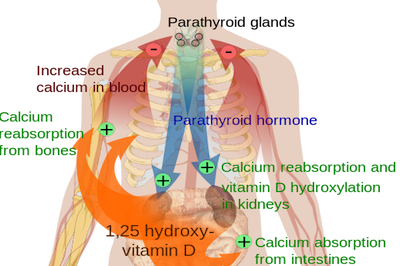 Parathyroid glands
Increased
calcium in blood
Parathyroid hormone
Calcium
reabsorption
from bones
Calcium reabsorption and
vitamin D hydroxylation
in kidneys
1,25 hydroxy-
vitamin D
Calcium absorption
from intestines